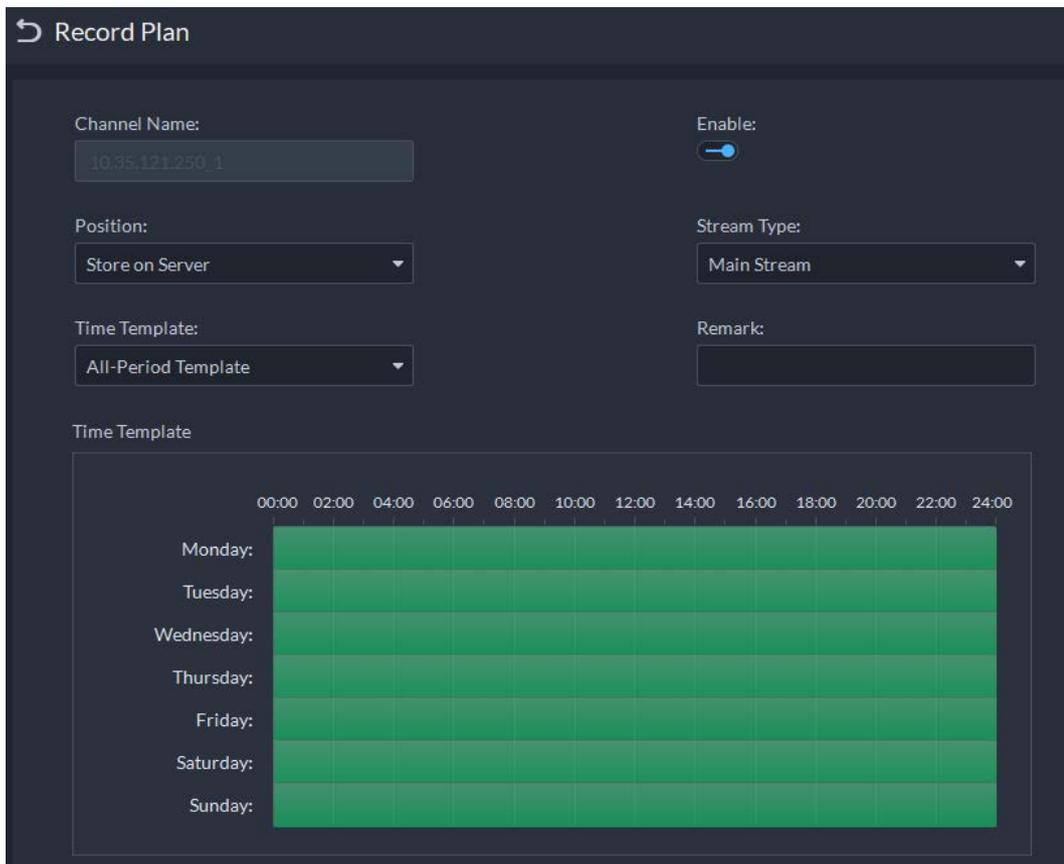 Record Plan
Channel Name:
Enable:
10.35.121.250_1
Position:
Stream Type:
Store on Server
Main Stream
Time Template:
Remark:
All-Period Template
Time Template
00:00 02:00 04:00 06:00 08:00 10:00 12:00 14:00 16:00 18:00 20:00 22:00 24:00
Monday:
Tuesday:
Wednesday:
Thursday:
Friday:
Saturday:
Sunday: